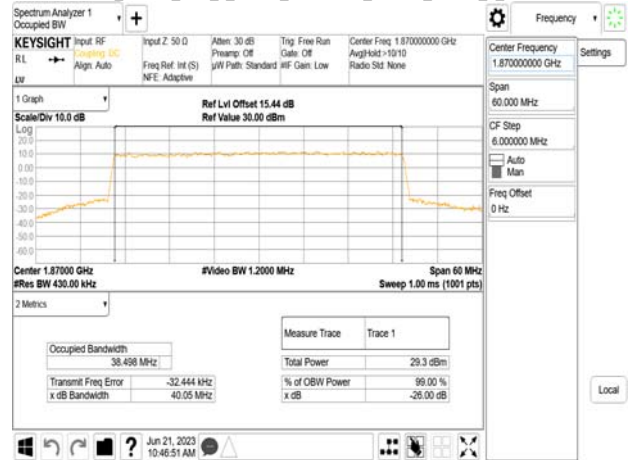 Spectrum Analyzer 1
Occupied BW
Frequency
KEYSIGHT
Input: RF
Coupling: DC
Align: Auto
Input Z: 50 Ω
Freq Ref: Int (S)
NFE: Adaptive
Atten: 30 dB
Preamp: Off
µW Path: Standard
Trig: Free Run
Gate: Off
#IF Gain: Low
Center Freq: 1.870000000 GHz
Avg|Hold:>10/10
Radio Std: None
RL
LV
Center Frequency
1.870000000 GHz
Settings
Span
60.000 MHz
CF Step
6.000000 MHz
Auto
Man
Freq Offset
0 Hz
1 Graph
Scale/Div 10.0 dB
Ref Lvl Offset 15.44 dB
Ref Value 30.00 dBm
Log
20.0
10.0
0.00
-10.0
-20.0
-30.0
-40.0
-50.0
-60.0
Center 1.87000 GHz
#Video BW 1.2000 MHz
Span 60 MHz
#Res BW 430.00 kHz
Sweep 1.00 ms (1001 pts)
2 Metrics
Measure Trace Trace 1
Occupied Bandwidth
38.498 MHz
Total Power 29.3 dBm
Transmit Freq Error -32.444 kHz
% of OBW Power 99.00 %
x dB Bandwidth 40.05 MHz
x dB -26.00 dB
Local
?
Jun 21, 2023
10:46:51 AM